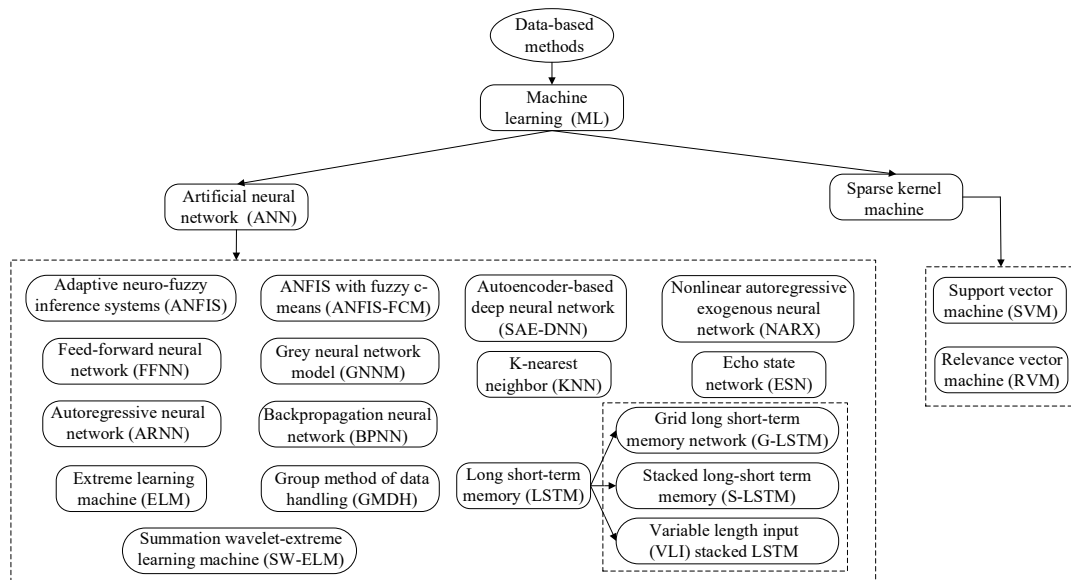 Data-based
methods
Machine
learning (ML)
Artificial neural
network (ANN)
Sparse kernel
machine
Adaptive neuro-fuzzy
inference systems (ANFIS)
ANFIS with fuzzy c-
means (ANFIS-FCM)
Autoencoder-based
deep neural network
(SAE-DNN)
Nonlinear autoregressive
exogenous neural
network (NARX)
Support vector
machine (SVM)
Feed-forward neural
network (FFNN)
Grey neural network
model (GNNM)
K-nearest
neighbor (KNN)
Echo state
network (ESN)
Relevance vector
machine (RVM)
Autoregressive neural
network (ARNN)
Backpropagation neural
network (BPNN)
Grid long short-term
memory network (G-LSTM)
Extreme learning
machine (ELM)
Group method of data
handling (GMDH)
Long short-term
memory (LSTM)
Stacked long-short term
memory (S-LSTM)
Summation wavelet-extreme
learning machine (SW-ELM)
Variable length input
(VLI) stacked LSTM